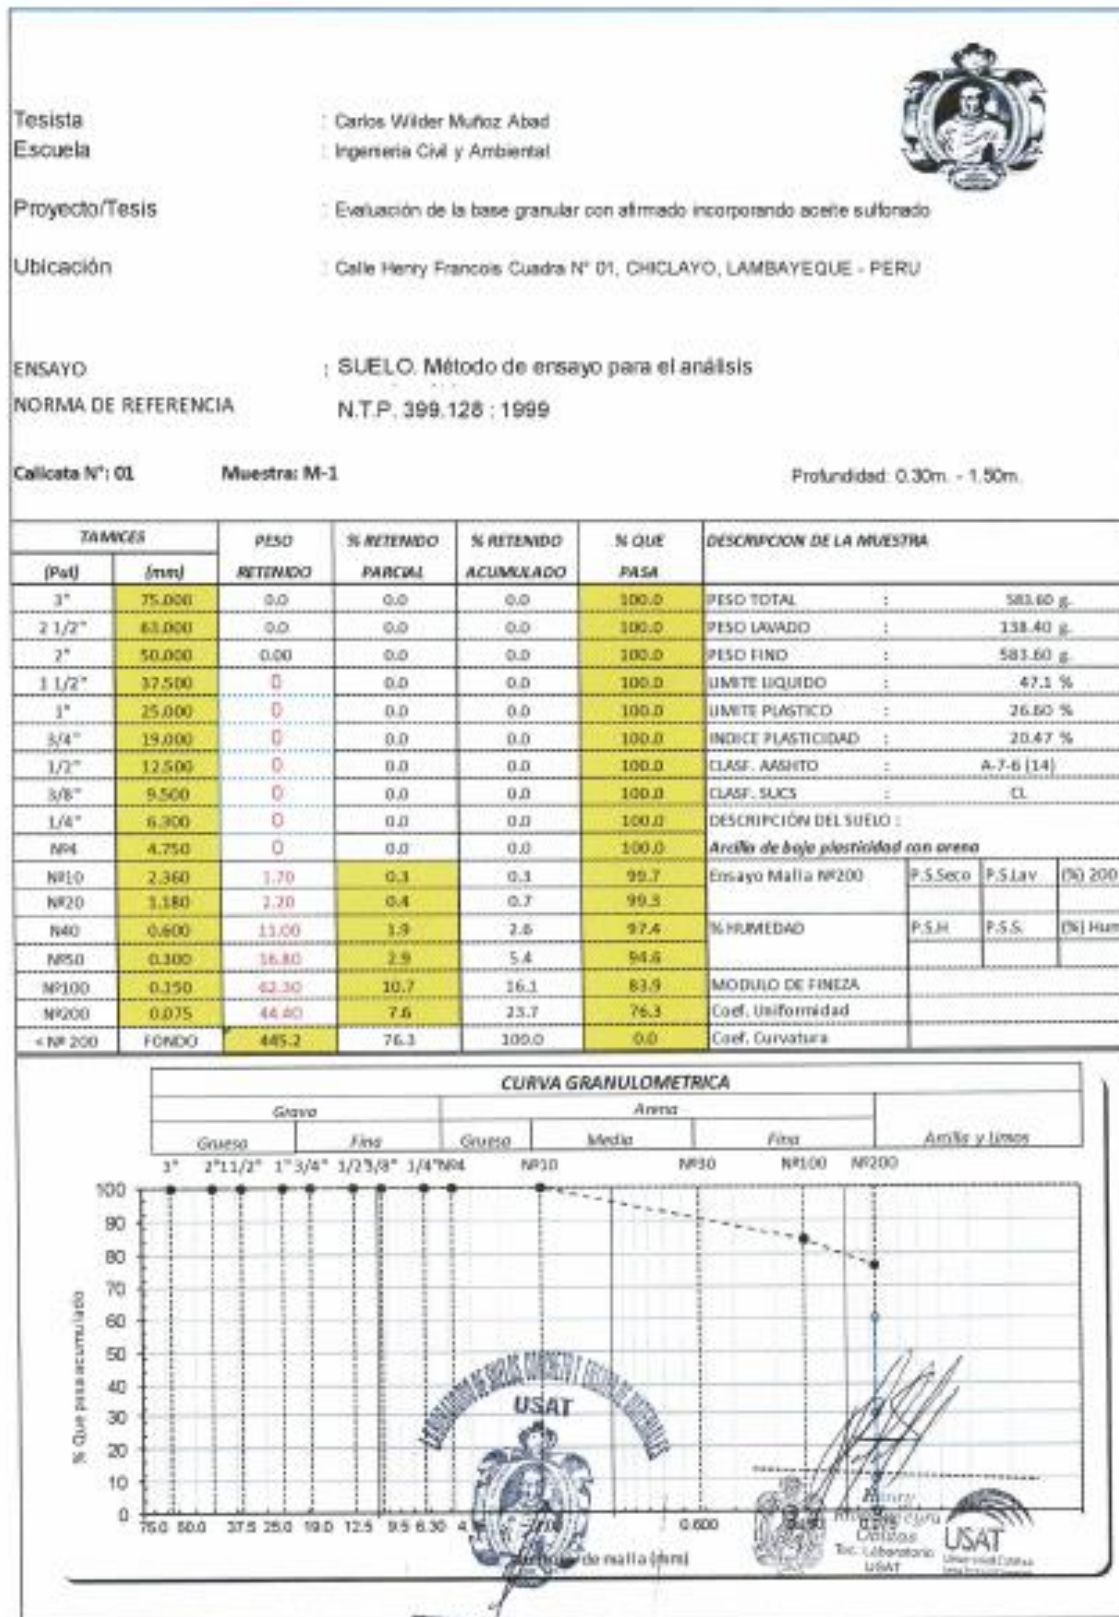 Tesista : Carlos Wilder Muñoz Abad
Escuela : Ingenieria Civil y Ambiental
Proyecto/Tesis : Evaluación de la base granular con afirmado incorporando aceite sulfonado
Ubicación : Calle Henry Francois Cuadra N° 01, CHICLAYO, LAMBAYEQUE - PERU
ENSAYO : SUELO. Método de ensayo para el análisis
NORMA DE REFERENCIA N.T.P. 399.128 : 1999
Calicata N°: 01 Muestra: M-1 Profundidad: 0.30m. - 1.50m.
TAMICES PESO % RETENIDO % RETENIDO % QUE DESCRIPCION DE LA MUESTRA
(Pul) (mm) RETENIDO PARCIAL ACUMULADO PASA
3" 75.000 0.0 0.0 0.0 100.0 PESO TOTAL : 583.60 g.
2 1/2" 63.000 0.0 0.0 0.0 100.0 PESO LAVADO : 138.40 g.
2" 50.000 0.00 0.0 0.0 100.0 PESO FINO : 583.60 g.
1 1/2" 37.500 0 0.0 0.0 100.0 LIMITE LIQUIDO : 47.1 %
1" 25.000 0 0.0 0.0 100.0 LIMITE PLASTICO : 26.60 %
3/4" 19.000 0 0.0 0.0 100.0 INDICE PLASTICIDAD : 20.47 %
1/2" 12.500 0 0.0 0.0 100.0 CLASF. AASHTO : A-7-6 (14)
3/8" 9.500 0 0.0 0.0 100.0 CLASF. SUCS : CL
1/4" 6.300 0 0.0 0.0 100.0 DESCRIPCIÓN DEL SUELO :
Nº4 4.750 0 0.0 0.0 100.0 Arcilla de baja plasticidad con arena
Nº10 2.360 1.70 0.3 0.3 99.7 Ensayo Malla Nº200 P.S.Seco P.S.Lav (%) 200
Nº20 1.180 2.20 0.4 0.7 99.3
N40 0.600 11.00 1.9 2.6 97.4 % HUMEDAD P.S.H P.S.S. (%) Hum
Nº50 0.300 16.80 2.9 5.4 94.6
Nº100 0.150 62.30 10.7 16.1 83.9 MODULO DE FINEZA
Nº200 0.075 44.40 7.6 23.7 76.3 Coef. Uniformidad
< Nº 200 FONDO 445.2 76.3 100.0 0.0 Coef. Curvatura
CURVA GRANULOMETRICA
Grava Arena
Gruesa Fina Gruesa Media Fina Arcilla y Limos
3" 2" 1 1/2" 1" 3/4" 1/2" 3/8" 1/4" Nº4 Nº10 Nº30 Nº100 Nº200
100
90
80
70
60
50
40
30
20
10
0
% Que pasa acumulado
75.0 50.0 37.5 25.0 19.0 12.5 9.5 6.30 0.600
de malla (mm)
USAT
Tec. Laboratorio
USAT
USAT